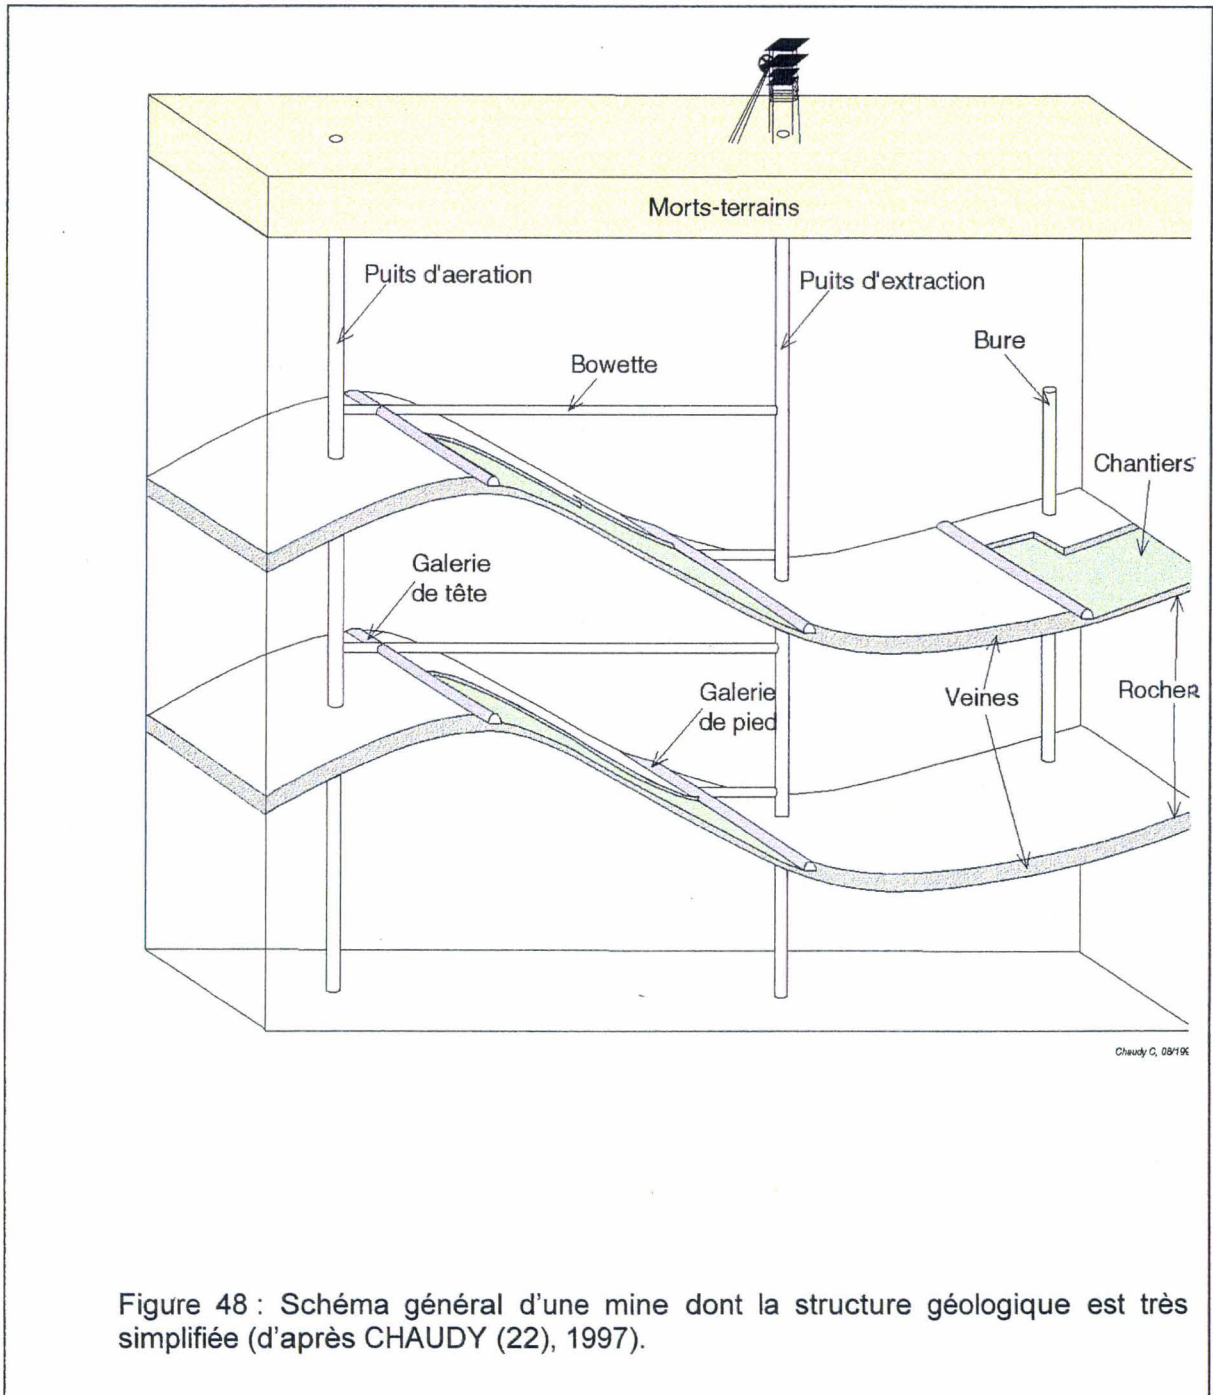 Morts-terrains
Puits d'aeration
Puits d'extraction
Bure
Bowette
Chantiers
Galerie
de tête
Galerie
de pied
Veines
Rocher
Chaudy C, 08/199
Figure 48 : Schéma général d'une mine dont la structure géologique est très
simplifiée (d'après CHAUDY (22), 1997).